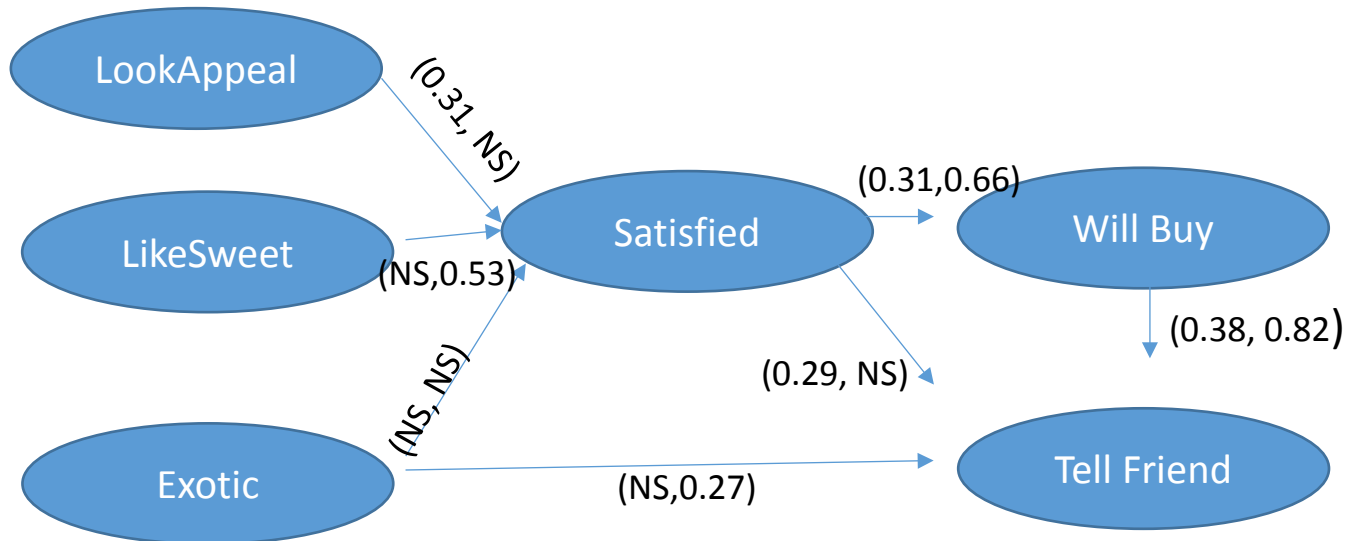 LookAppeal
(0.31, NS)
LikeSweet
(NS,0.53)
Satisfied
(0.31,0.66)
Will Buy
(0.38, 0.82)
(0.29, NS)
(NS, NS)
Exotic
(NS,0.27)
Tell Friend